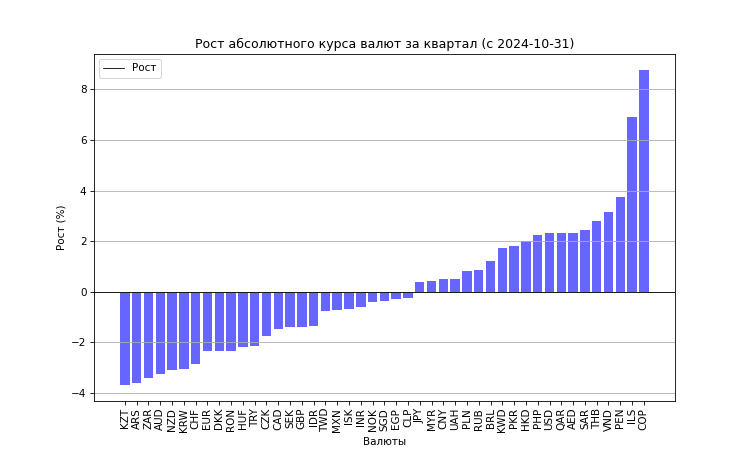 Рост абсолютного курса валют за квартал (с 2024-10-31)
Рост
Рост (%)
8
6
4
2
0
−2
−4
KZT ARS ZAR AUD NZD KRW CHF EUR DKK RON HUF TRY CZK CAD SEK GBP IDR TWD MXN ISK INR NOK SGD EGP CLP JPY MYR CNY UAH PLN RUB BRL KWD PKR HKD PHP USD QAR AED SAR THB VND PEN ILS COP
Валюты